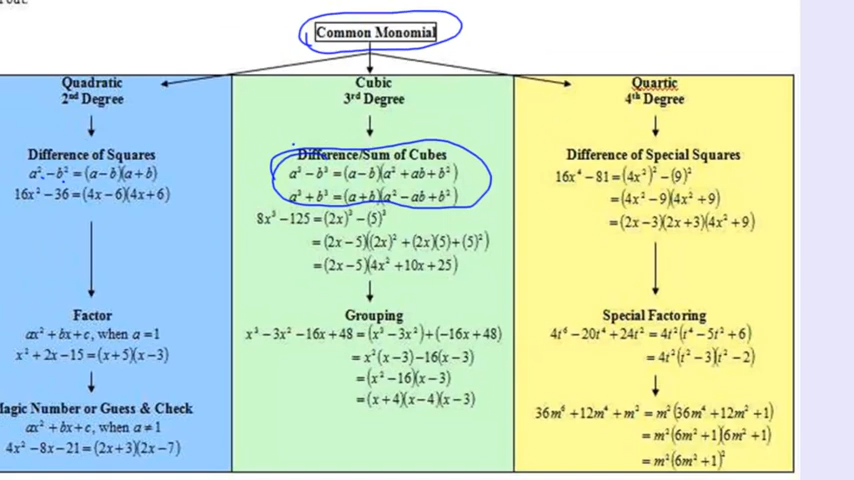 Common Monomial
Quadratic
2nd Degree
Difference of Squares
a² - b² = (a - b)(a + b)
16x² - 36 = (4x - 6)(4x + 6)
Factor
ax² + bx + c, when a = 1
x² + 2x - 15 = (x + 5)(x - 3)
Number or Guess & Check
ax² + bx + c, when a ≠ 1
4x² - 8x - 21 = (2x + 3)(2x - 7)
Cubic
3rd Degree
Difference/Sum of Cubes
a³ - b³ = (a - b)(a² + ab + b²)
a³ + b³ = (a + b)(a² - ab + b²)
8x³ - 125 = (2x)³ - (5)³
= (2x - 5)((2x)² + (2x)(5) + (5)²)
= (2x - 5)(4x² + 10x + 25)
Grouping
x³ - 3x² - 16x + 48 = (x³ - 3x²) + (-16x + 48)
= x²(x - 3) - 16(x - 3)
= (x² - 16)(x - 3)
= (x + 4)(x - 4)(x - 3)
Quartic
4th Degree
Difference of Special Squares
16x⁴ - 81 = (4x²)² - (9)²
= (4x² - 9)(4x² + 9)
= (2x - 3)(2x + 3)(4x² + 9)
Special Factoring
4t⁶ - 20t⁴ + 24t² = 4t²(t⁴ - 5t² + 6)
= 4t²(t² - 3)(t² - 2)
36m⁶ + 12m⁴ + m² = m²(36m⁴ + 12m² + 1)
= m²(6m² + 1)(6m² + 1)
= m²(6m² + 1)²